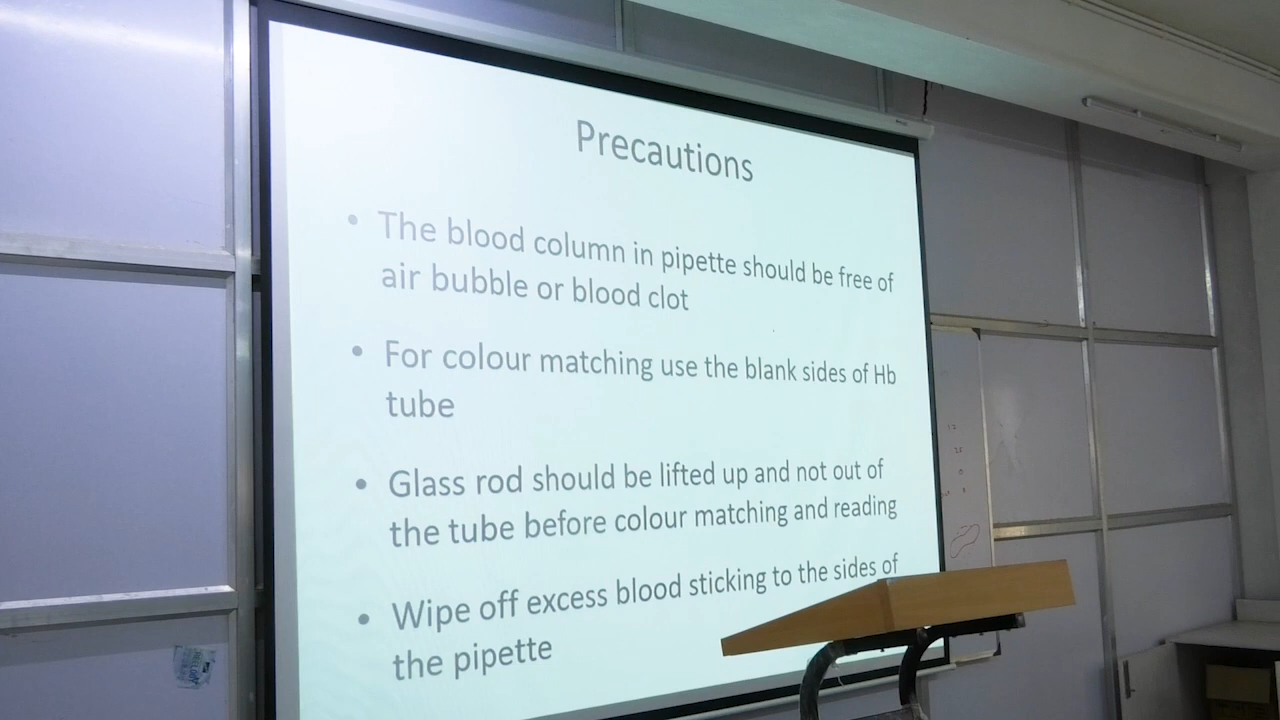 Precautions
• The blood column in pipette should be free of
air bubble or blood clot
• For colour matching use the blank sides of Hb
tube
• Glass rod should be lifted up and not out of
the tube before colour matching and reading
• Wipe off excess blood sticking to the sides of
the pipette